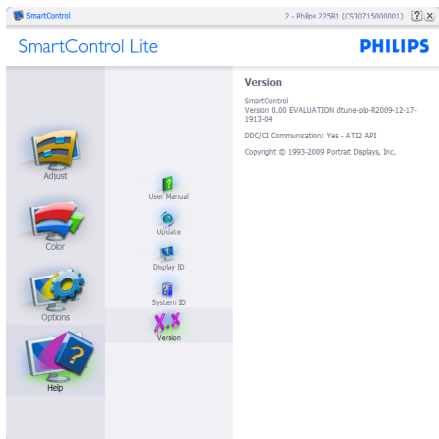 SmartControl
2 - Philips 225B1 (CS30715000001)
SmartControl Lite
PHILIPS
Adjust
Color
Options
Help
User Manual
Update
Display ID
System ID
X.X
Version
Version
SmartControl
Version 0.00 EVALUATION dtune-plp-R2009-12-17-
1913-04
DDC/CI Communication: Yes - ATI2 API
Copyright © 1993-2009 Portrait Displays, Inc.